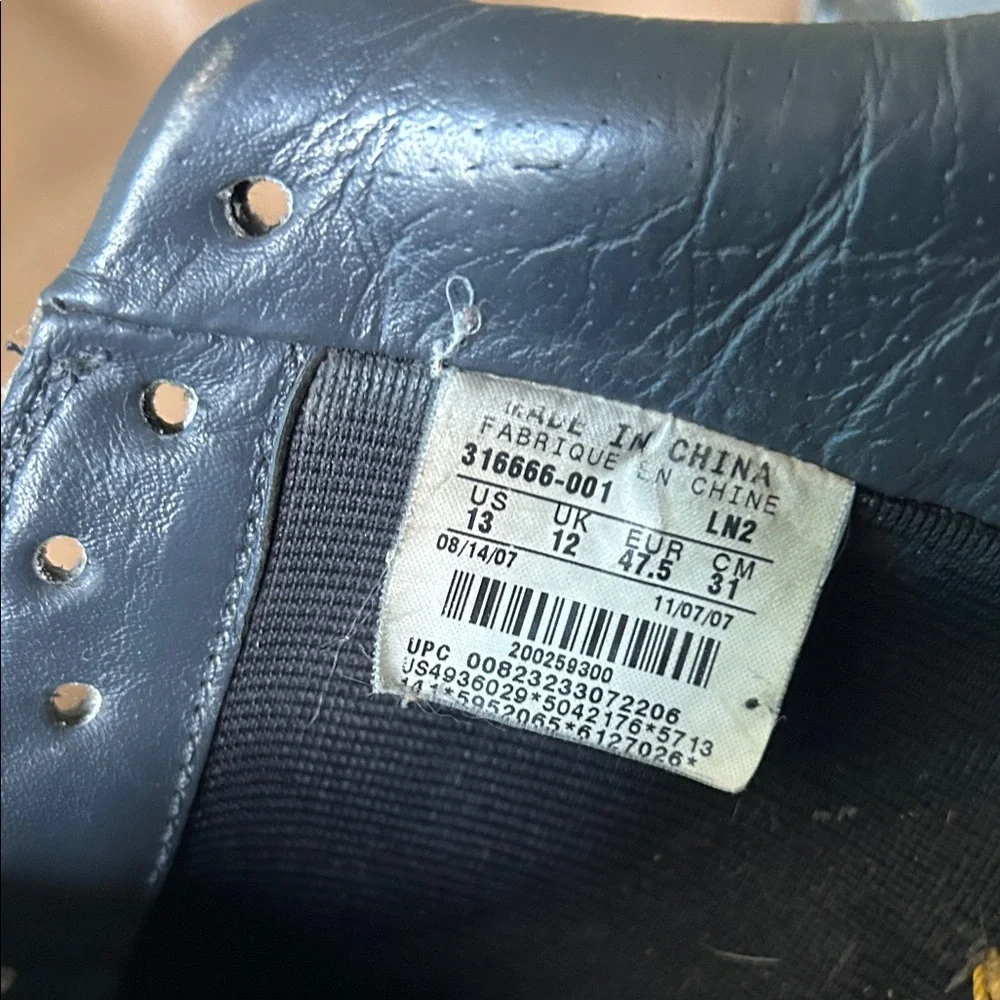 MADE IN CHINA
FABRIQUE EN CHINE
316666-001 LN2
US UK EUR CM
13 12 47.5 31
08/14/07 11/07/07
200259300
UPC 00823233072206
US4936029*5042176*5713
141*5952065*6127026*